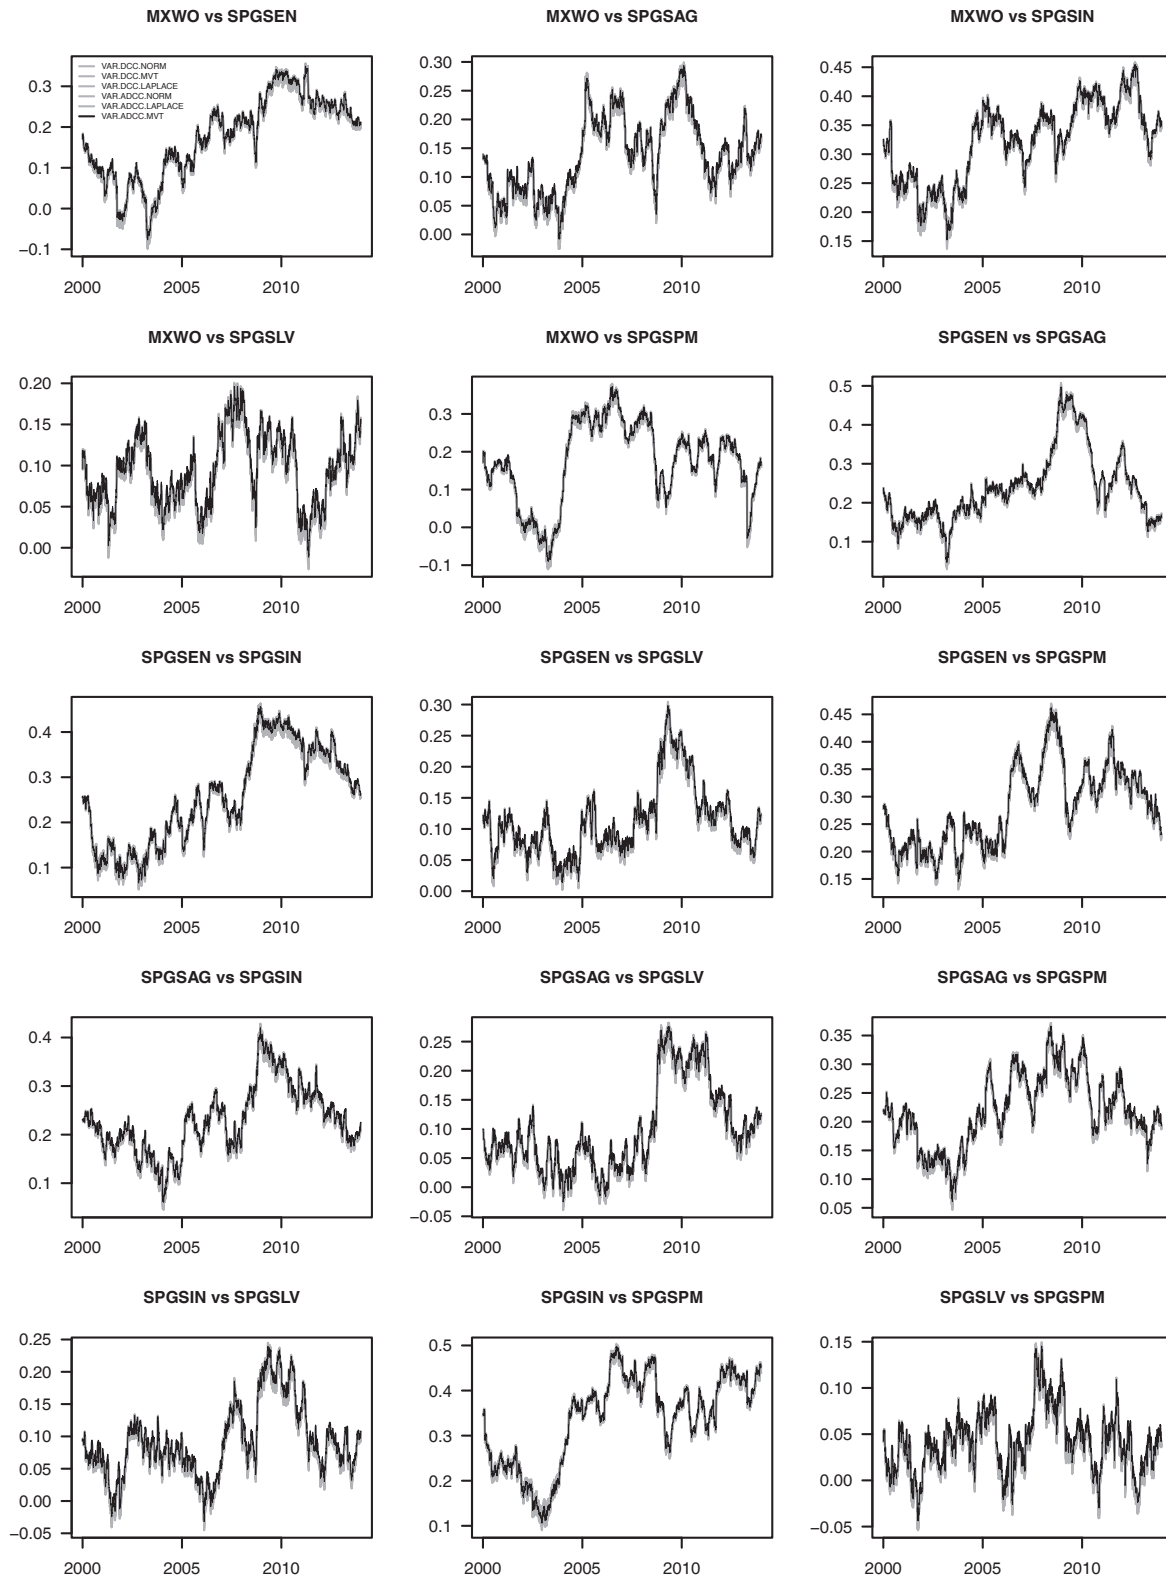 MXWO vs SPGSEN
MXWO vs SPGSAG
MXWO vs SPGSIN
VAR.DCC.NORM
VAR.DCC.MVT
VAR.DCC.LAPLACE
VAR.ADCC.NORM
VAR.ADCC.LAPLACE
VAR.ADCC.MVT
0.3
0.2
0.1
0.0
−0.1
2000 2005 2010
0.30
0.25
0.20
0.15
0.10
0.05
0.00
2000 2005 2010
0.45
0.40
0.35
0.30
0.25
0.20
0.15
2000 2005 2010
MXWO vs SPGSLV
MXWO vs SPGSPM
SPGSEN vs SPGSAG
0.20
0.15
0.10
0.05
0.00
2000 2005 2010
0.3
0.2
0.1
0.0
−0.1
2000 2005 2010
0.5
0.4
0.3
0.2
0.1
2000 2005 2010
SPGSEN vs SPGSIN
SPGSEN vs SPGSLV
SPGSEN vs SPGSPM
0.4
0.3
0.2
0.1
2000 2005 2010
0.30
0.25
0.20
0.15
0.10
0.05
0.00
2000 2005 2010
0.45
0.40
0.35
0.30
0.25
0.20
0.15
2000 2005 2010
SPGSAG vs SPGSIN
SPGSAG vs SPGSLV
SPGSAG vs SPGSPM
0.4
0.3
0.2
0.1
2000 2005 2010
0.25
0.20
0.15
0.10
0.05
0.00
−0.05
2000 2005 2010
0.35
0.30
0.25
0.20
0.15
0.10
0.05
2000 2005 2010
SPGSIN vs SPGSLV
SPGSIN vs SPGSPM
SPGSLV vs SPGSPM
0.25
0.20
0.15
0.10
0.05
0.00
−0.05
2000 2005 2010
0.5
0.4
0.3
0.2
0.1
2000 2005 2010
0.15
0.10
0.05
0.00
−0.05
2000 2005 2010